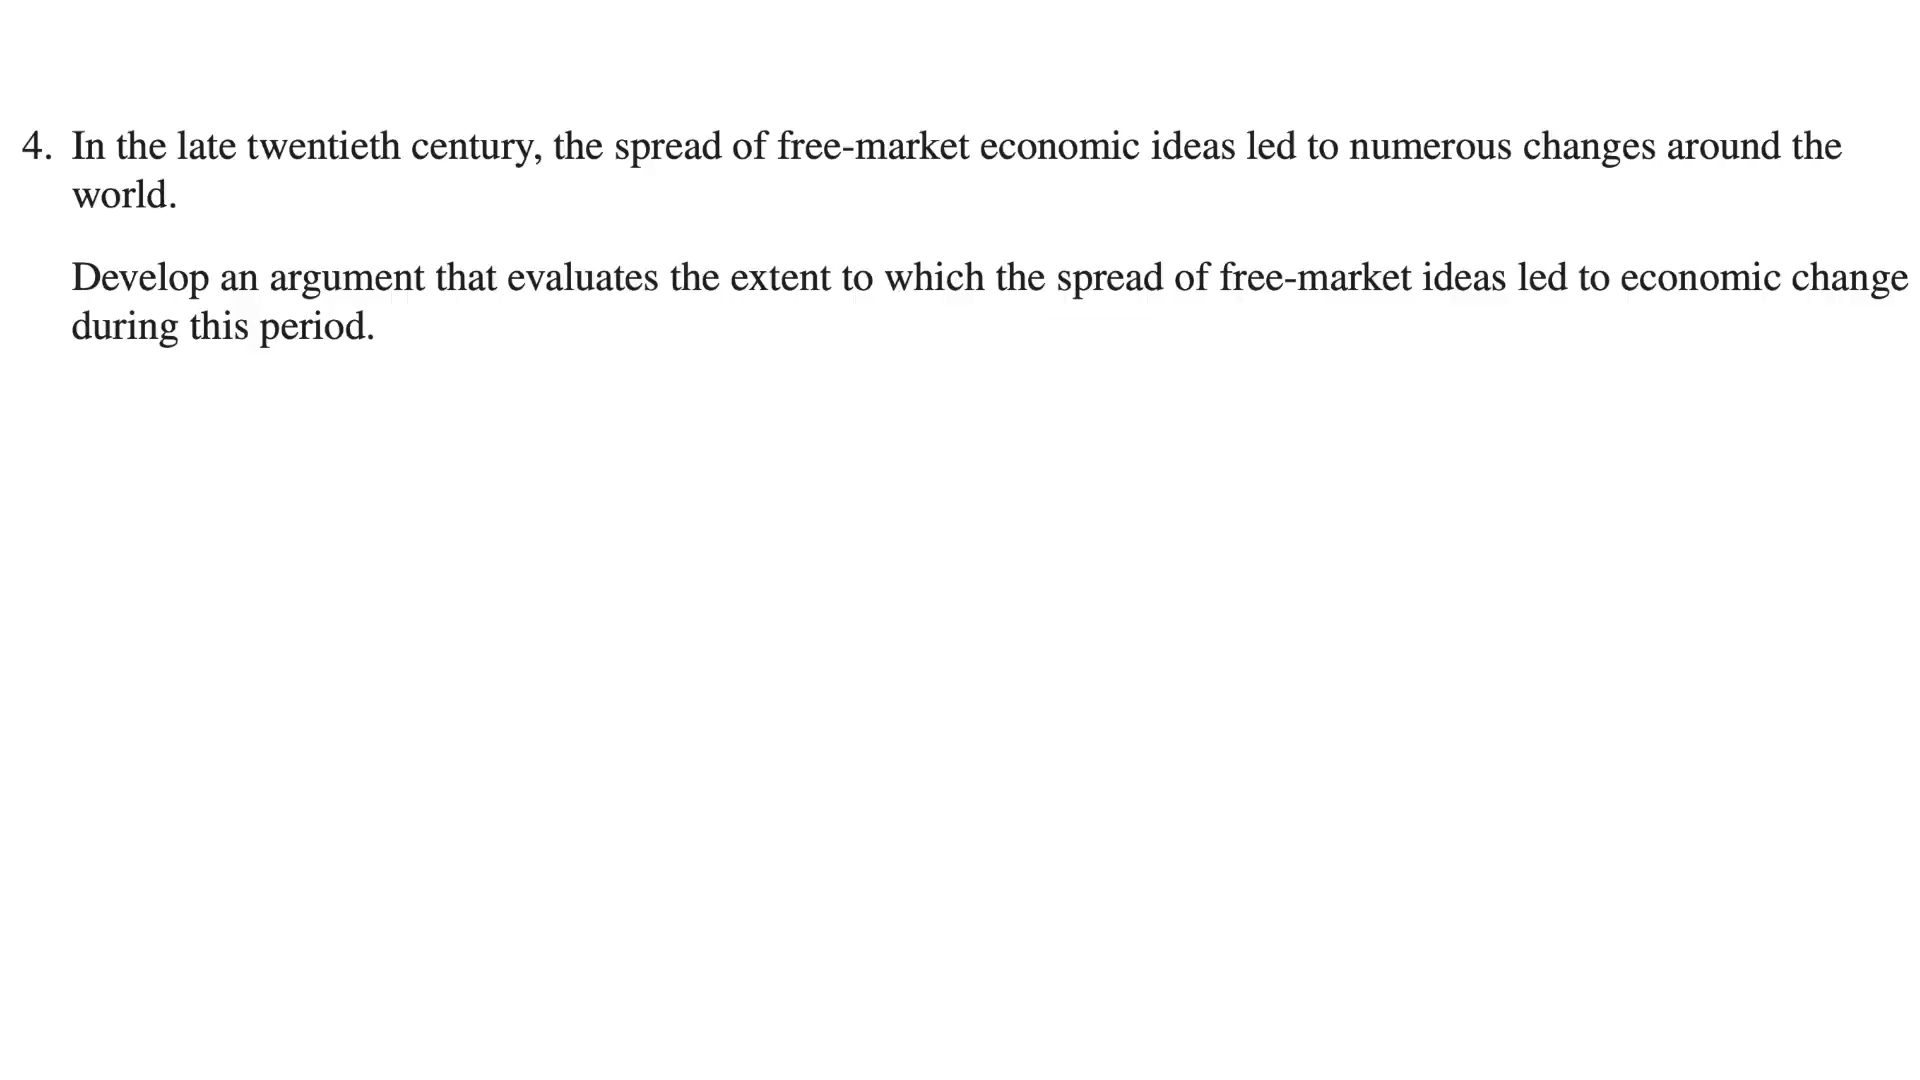 4. In the late twentieth century, the spread of free-market economic ideas led to numerous changes around the
world.
Develop an argument that evaluates the extent to which the spread of free-market ideas led to economic change
during this period.